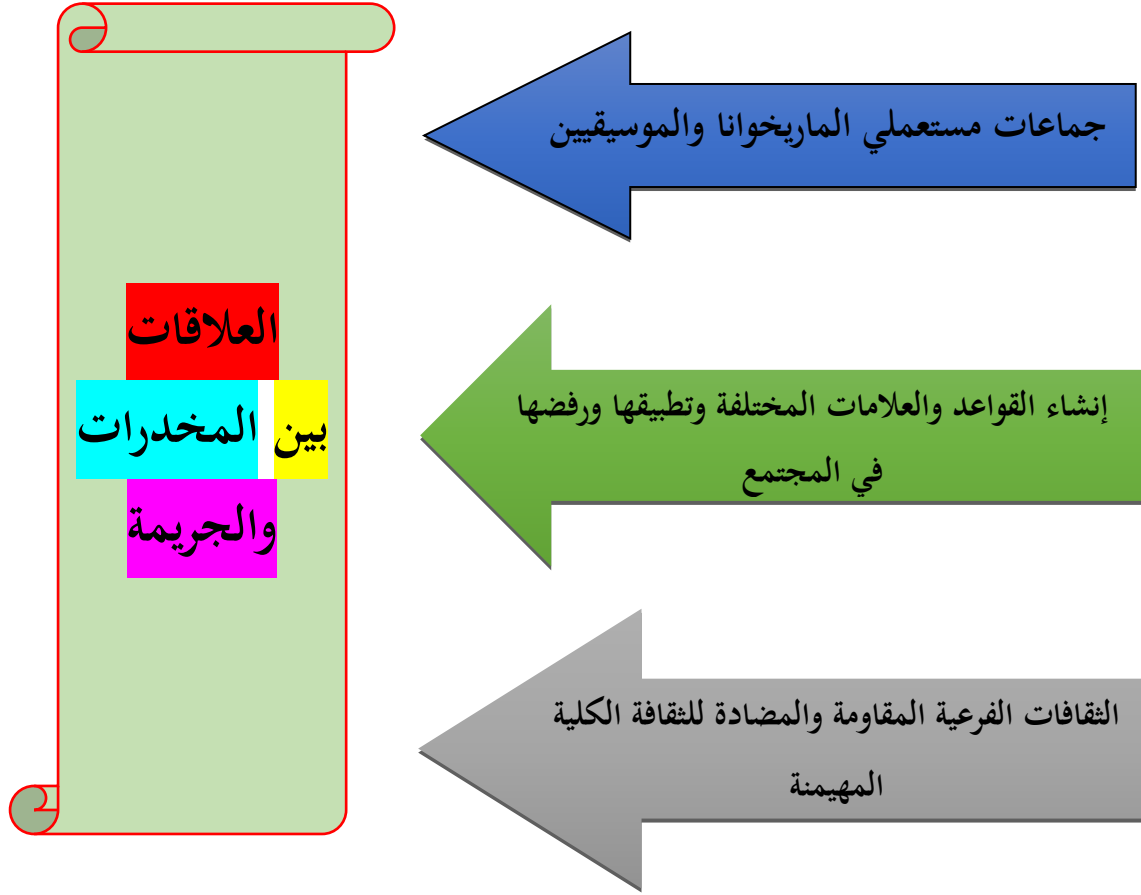 جماعات مستعملي الماريخوانا والموسيقيين
إنشاء القواعد والعلامات المختلفة وتطبيقها ورفضها
في المجتمع
الثقافات الفرعية المقاومة والمضادة للثقافة الكلية
المهيمنة
العلاقات
بين المخدرات
والجريمة